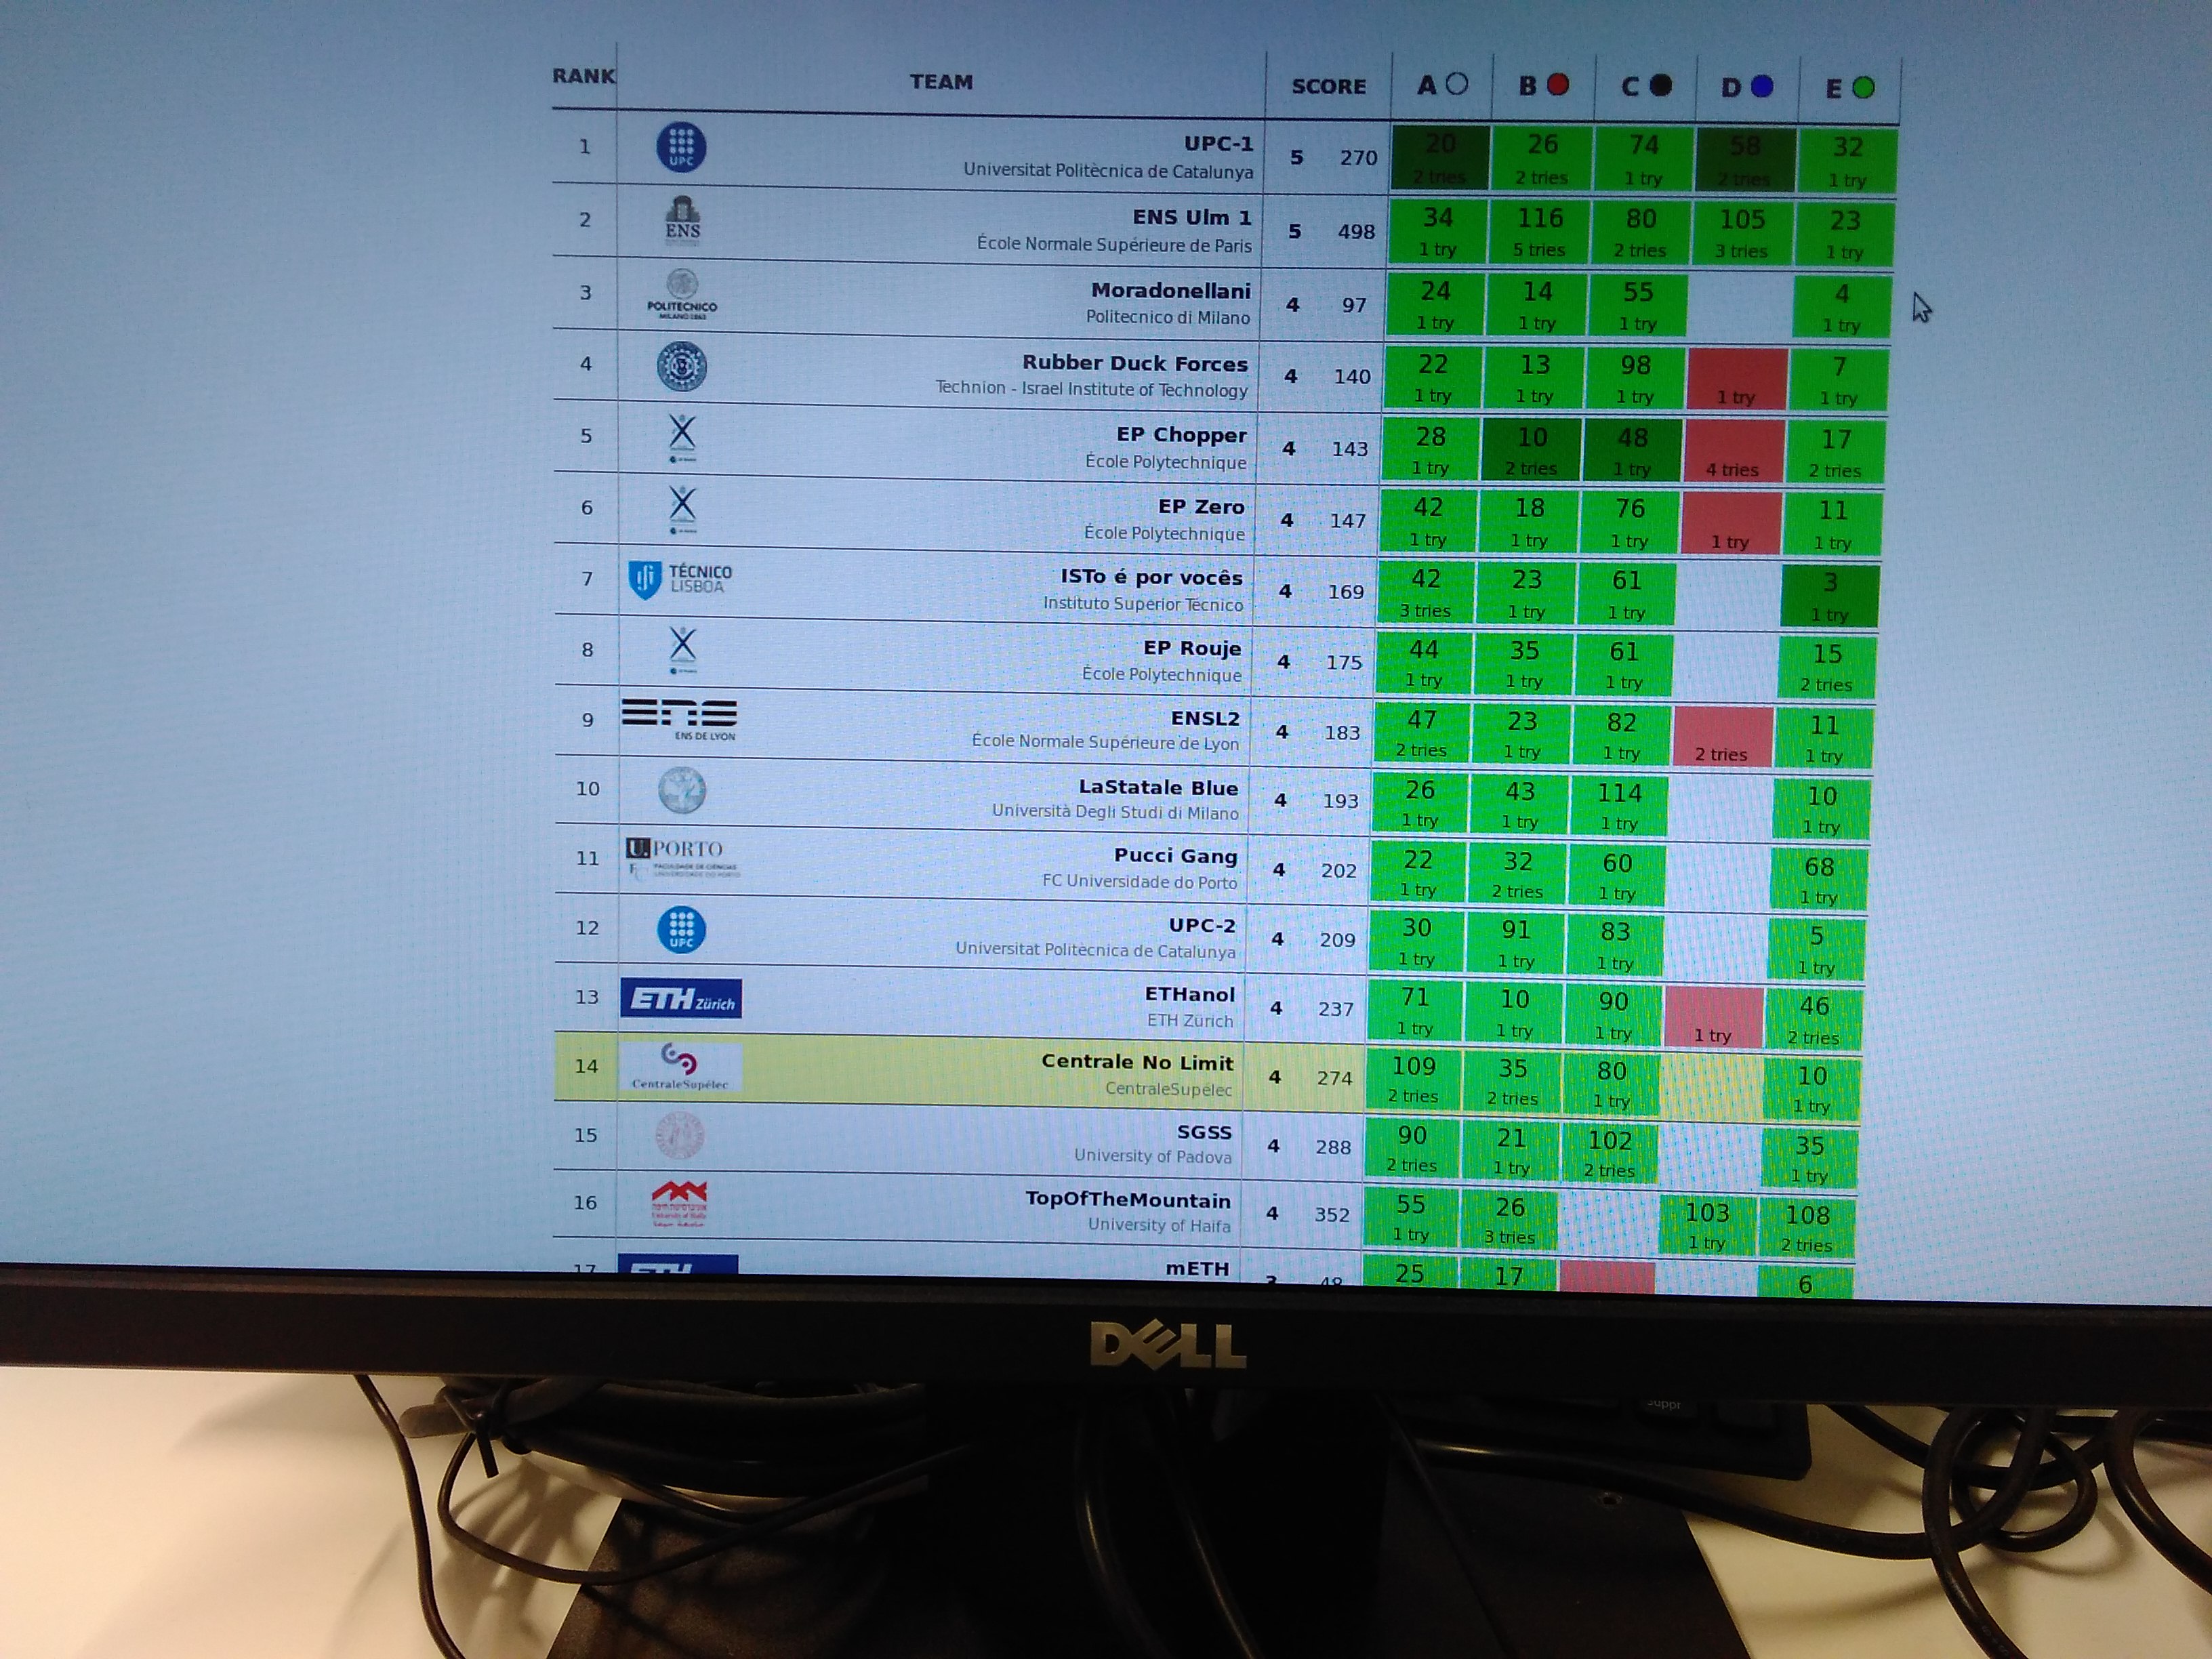 RANK TEAM SCORE A B C D E
1 UPC UPC-1 5 270 20 26 74 58 32
Universitat Politècnica de Catalunya 2 tries 2 tries 1 try 2 tries 1 try
2 ENS ENS Ulm 1 5 498 34 116 80 105 23
École Normale Supérieure de Paris 1 try 5 tries 2 tries 3 tries 1 try
3 POLITECNICO Moradonellani 4 97 24 14 55 4
MILANO 1863 Politecnico di Milano 1 try 1 try 1 try 1 try
4 Rubber Duck Forces 4 140 22 13 98 7
Technion - Israel Institute of Technology 1 try 1 try 1 try 1 try 1 try
5 EP Chopper 4 143 28 10 48 17
École Polytechnique 1 try 2 tries 1 try 4 tries 2 tries
6 EP Zero 4 147 42 18 76 11
École Polytechnique 1 try 1 try 1 try 1 try 1 try
7 TÉCNICO LISBOA ISTo é por vocês 4 169 42 23 61 3
Instituto Superior Técnico 3 tries 1 try 1 try 1 try
8 EP Rouje 4 175 44 35 61 15
École Polytechnique 1 try 1 try 1 try 2 tries
9 ENSL2 4 183 47 23 82 11
ENS DE LYON École Normale Supérieure de Lyon 2 tries 1 try 1 try 2 tries 1 try
10 LaStatale Blue 4 193 26 43 114 10
Università Degli Studi di Milano 1 try 1 try 1 try 1 try
11 U.PORTO Pucci Gang 4 202 22 32 60 68
FC Universidade do Porto 1 try 2 tries 1 try 1 try
12 UPC UPC-2 4 209 30 91 83 5
Universitat Politècnica de Catalunya 1 try 1 try 1 try 1 try
13 ETH Zürich ETHanol 4 237 71 10 90 46
ETH Zürich 1 try 1 try 1 try 1 try 2 tries
14 Centrale No Limit 4 274 109 35 80 10
CentraleSupélec CentraleSupélec 2 tries 2 tries 1 try 1 try
15 SGSS 4 288 90 21 102 35
University of Padova 2 tries 1 try 2 tries 1 try
16 TopOfTheMountain 4 352 55 26 103 108
University of Haifa University of Haifa 1 try 3 tries 1 try 2 tries
17 ETH mETH 3 48 25 17 6
DELL
Suppr